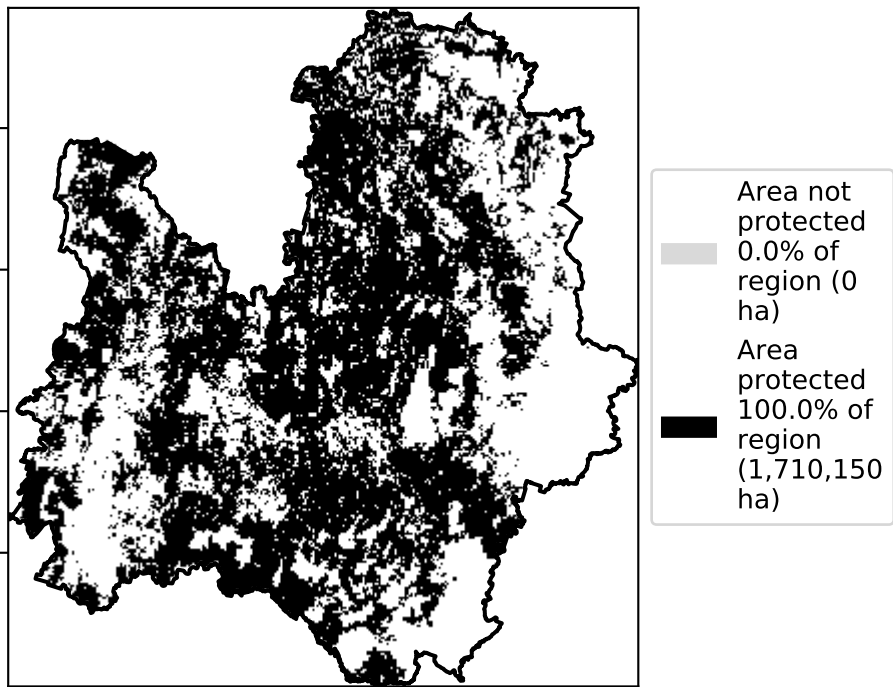 Area not
protected
0.0% of
region (0
ha)
Area
protected
100.0% of
region
(1,710,150
ha)